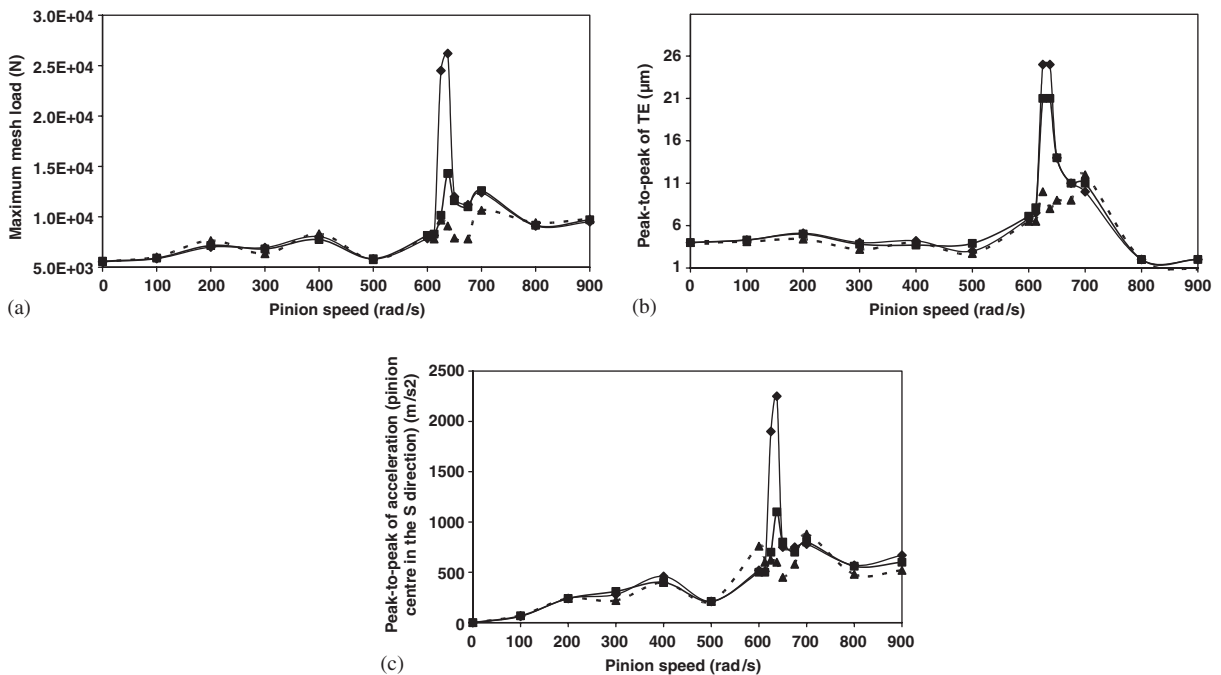 3.0E+04
2.5E+04
2.0E+04
1.5E+04
1.0E+04
5.0E+03
Maximum mesh load (N)
0 100 200 300 400 500 600 700 800 900
Pinion speed (rad/s)
(a)
26
21
16
11
6
1
Peak-to-peak of TE (μm)
0 100 200 300 400 500 600 700 800 900
Pinion speed (rad/s)
(b)
2500
2000
1500
1000
500
0
Peak-to-peak of acceleration (pinion
centre in the S direction) (m/s2)
0 100 200 300 400 500 600 700 800 900
Pinion speed (rad/s)
(c)